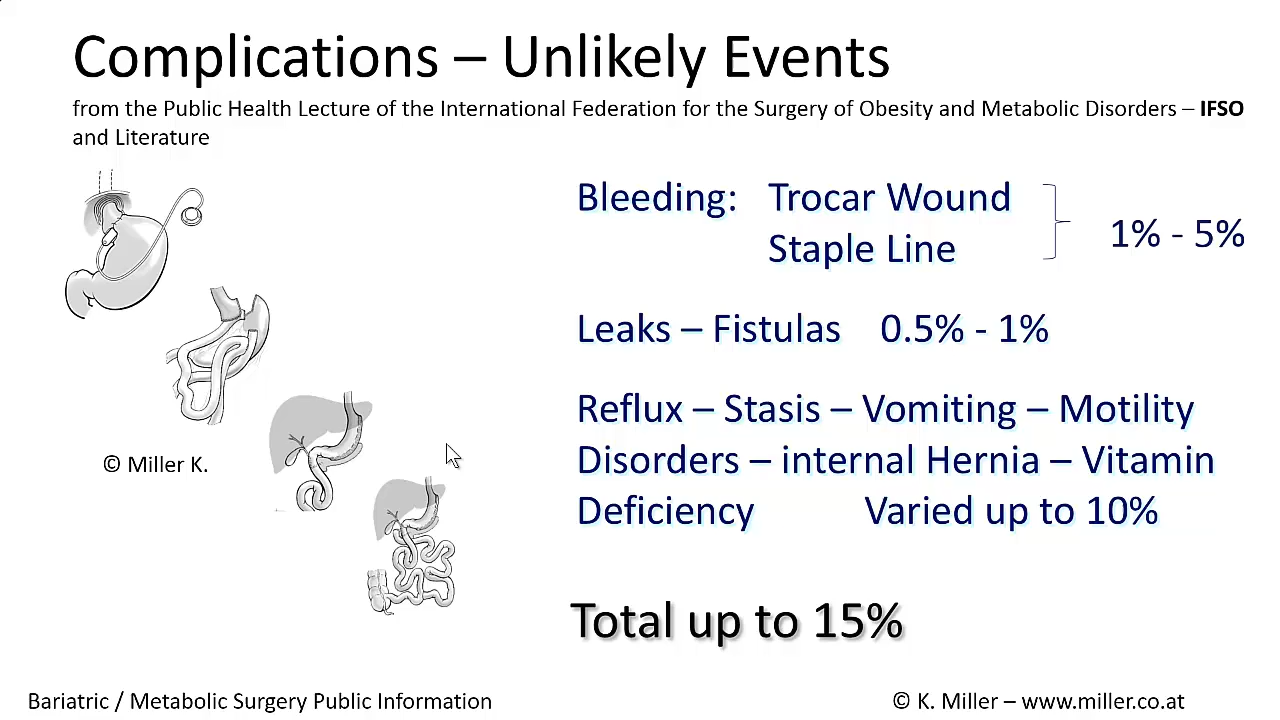 Complications – Unlikely Events
from the Public Health Lecture of the International Federation for the Surgery of Obesity and Metabolic Disorders – IFSO
and Literature
Bleeding: Trocar Wound
Staple Line
1% - 5%
Leaks – Fistulas 0.5% - 1%
Reflux – Stasis – Vomiting – Motility
Disorders – internal Hernia – Vitamin
Deficiency Varied up to 10%
© Miller K.
Total up to 15%
Bariatric / Metabolic Surgery Public Information
© K. Miller – www.miller.co.at